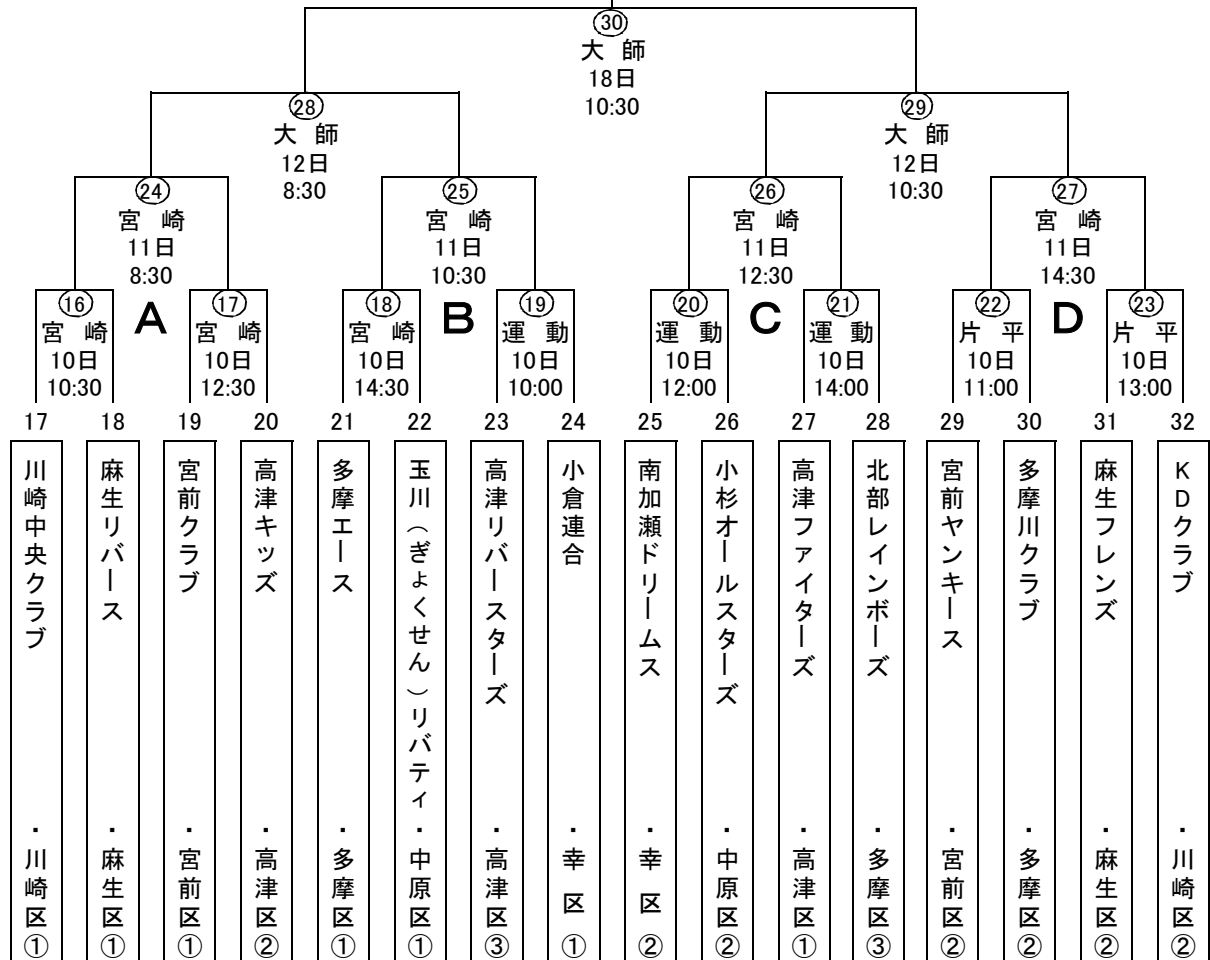 ㉚
大 師
18日
10:30
㉘
大 師
12日
8:30
㉙
大 師
12日
10:30
㉔
宮 崎
11日
8:30
㉕
宮 崎
11日
10:30
㉖
宮 崎
11日
12:30
㉗
宮 崎
11日
14:30
A
B
C
D
⑯
宮 崎
10日
10:30
⑰
宮 崎
10日
12:30
⑱
宮 崎
10日
14:30
⑲
運 動
10日
10:00
⑳
運 動
10日
12:00
㉑
運 動
10日
14:00
㉒
片 平
10日
11:00
㉓
片 平
10日
13:00
17
川崎中央クラブ ・川崎区①
18
麻生リバース ・麻生区①
19
宮前クラブ ・宮前区①
20
高津キッズ ・高津区②
21
多摩エース ・多摩区①
22
玉川（ぎょくせん）リバティ ・中原区①
23
高津リバースターズ ・高津区③
24
小倉連合 ・幸 区 ①
25
南加瀬ドリームス ・幸 区 ②
26
小杉オールスターズ ・中原区②
27
高津ファイターズ ・高津区①
28
北部レインボーズ ・多摩区③
29
宮前ヤンキース ・宮前区②
30
多摩川クラブ ・多摩区②
31
麻生フレンズ ・麻生区②
32
KDクラブ ・川崎区②